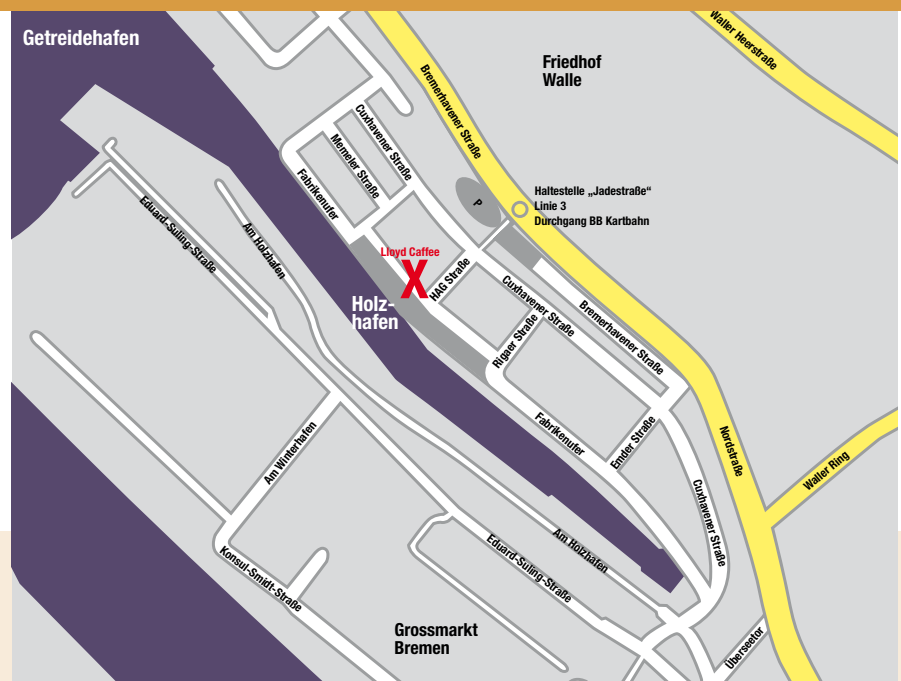 Getreidehafen
Waller Heerstraße
Friedhof
Walle
Bremerhavener Straße
Cuxhavener Straße
Memeler Straße
Fabrikenufer
P
Haltestelle „Jadestraße“
Linie 3
Durchgang BB Kartbahn
Eduard-Suling-Straße
Am Holzhafen
Lloyd Caffee
X
HAG Straße
Holz-
hafen
Cuxhavener Straße
Bremerhavener Straße
Rigaer Straße
Fabrikenufer
Emder Straße
Nordstraße
Waller Ring
Am Winterhafen
Cuxhavener Straße
Am Holzhafen
Eduard-Suling-Straße
Konsul-Smidt-Straße
Grossmarkt
Bremen
Überseetor